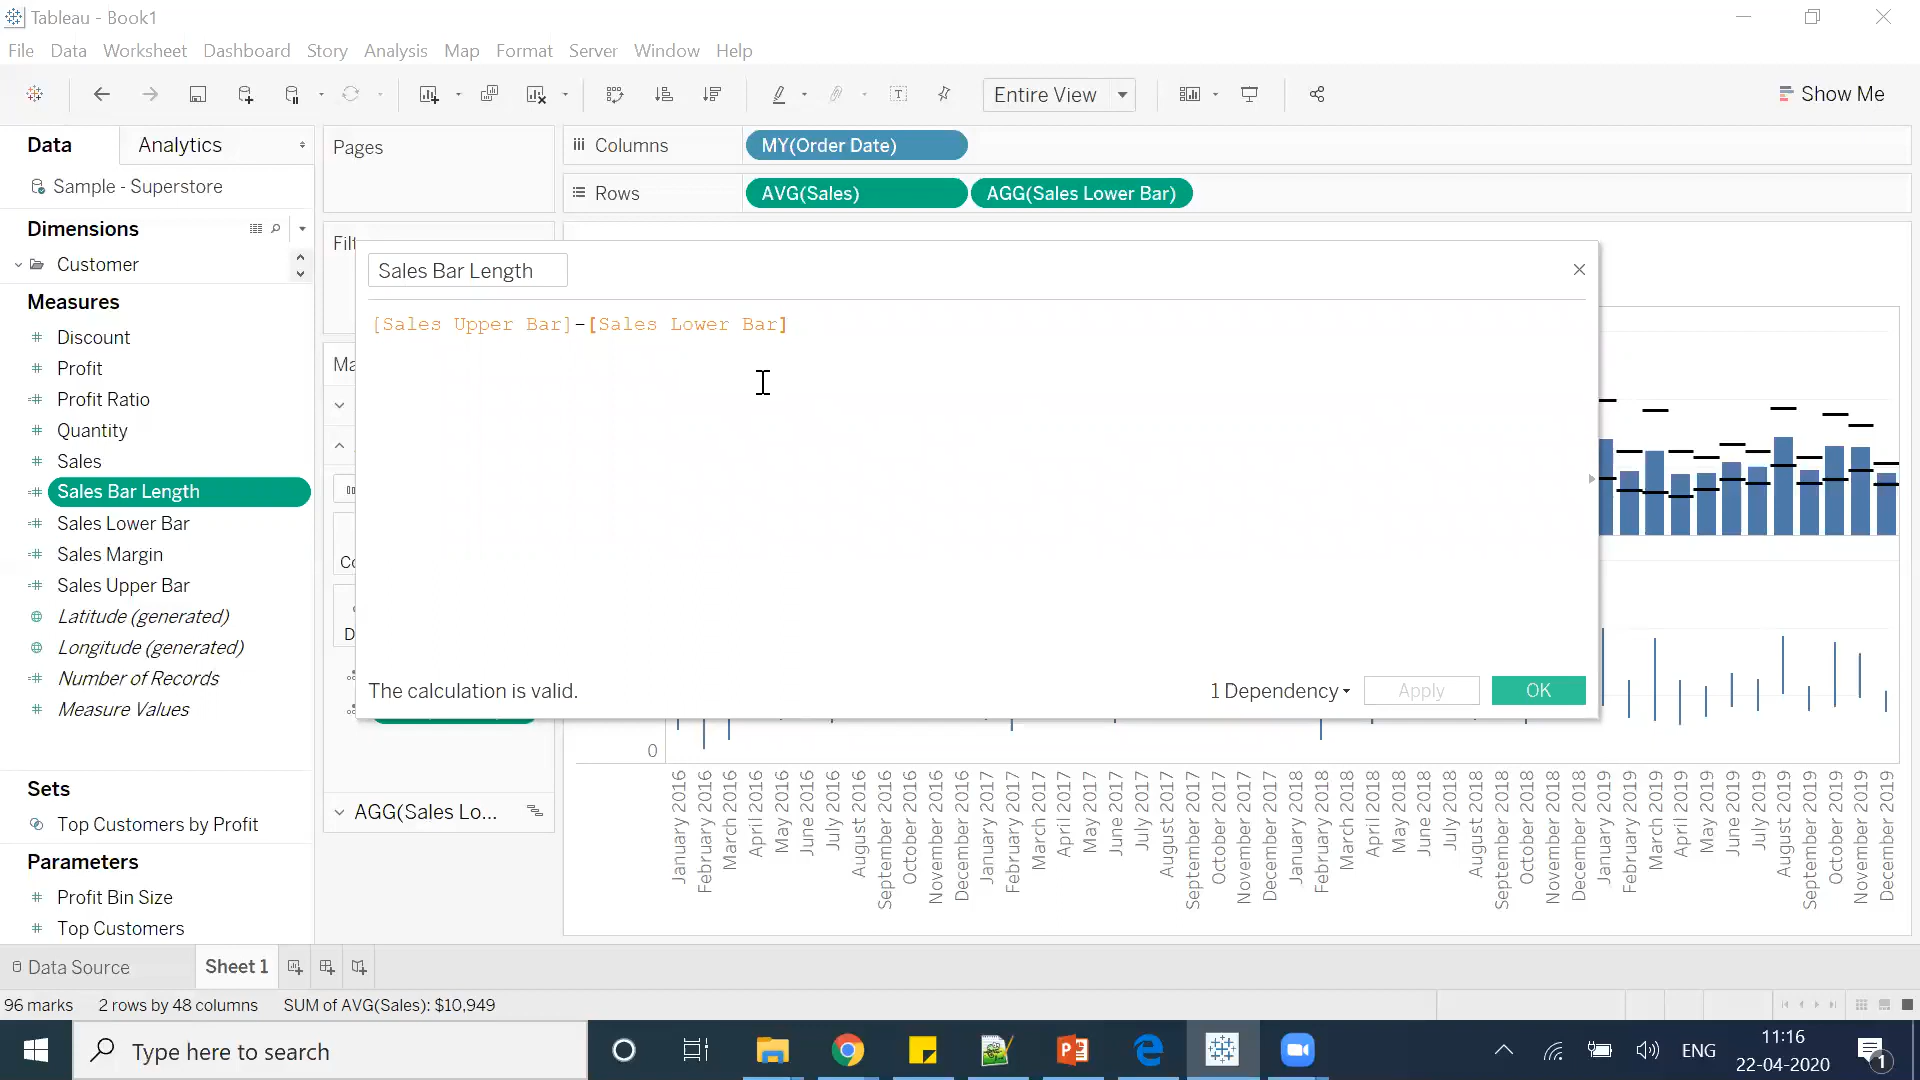 Tableau - Book1
File Data Worksheet Dashboard Story Analysis Map Format Server Window Help
Entire View
Show Me
Data
Analytics
Pages
Columns
MY(Order Date)
Sample - Superstore
Rows
AVG(Sales)
AGG(Sales Lower Bar)
Dimensions
Customer
Filt
Sales Bar Length
[Sales Upper Bar]-[Sales Lower Bar]
Measures
Discount
Profit
Profit Ratio
Quantity
Sales
Sales Bar Length
Sales Lower Bar
Sales Margin
Sales Upper Bar
Latitude (generated)
Longitude (generated)
Number of Records
Measure Values
Ma
Co
D
The calculation is valid.
1 Dependency
Apply
OK
0
Sets
Top Customers by Profit
Parameters
Profit Bin Size
Top Customers
AGG(Sales Lo...
January 2016
February 2016
March 2016
April 2016
May 2016
June 2016
July 2016
August 2016
September 2016
October 2016
November 2016
December 2016
January 2017
February 2017
March 2017
April 2017
May 2017
June 2017
July 2017
August 2017
September 2017
October 2017
November 2017
December 2017
January 2018
February 2018
March 2018
April 2018
May 2018
June 2018
July 2018
August 2018
September 2018
October 2018
November 2018
December 2018
January 2019
February 2019
March 2019
April 2019
May 2019
June 2019
July 2019
August 2019
September 2019
October 2019
November 2019
December 2019
Data Source
Sheet 1
96 marks
2 rows by 48 columns
SUM of AVG(Sales): $10,949
Type here to search
ENG
11:16
22-04-2020
1